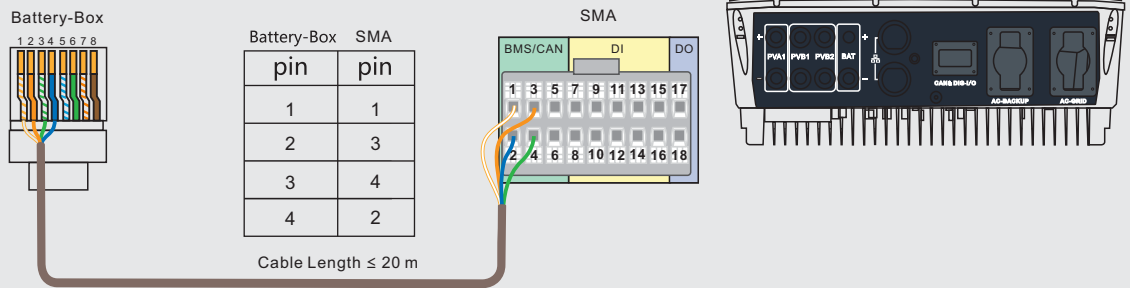 Battery-Box
1 2 3 4 5 6 7 8
Battery-Box SMA
pin pin
1 1
2 3
3 4
4 2
Cable Length ≤ 20 m
SMA
BMS/CAN DI DO
1 3 5 7 9 11 13 15 17
2 4 6 8 10 12 14 16 18
+ +
PVA1 PVB1 PVB2 BAT
- -
CAN& DIG-I/O
AC-BACKUP
AC-GRID